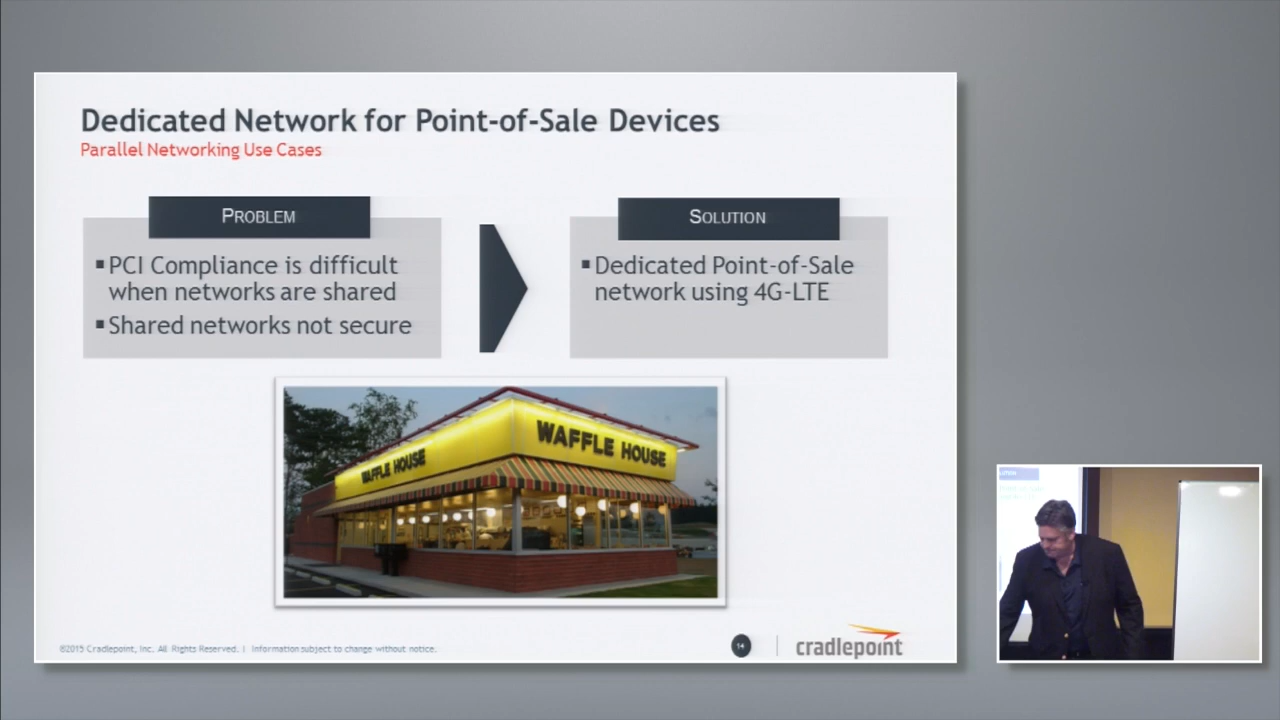 Dedicated Network for Point-of-Sale Devices
Parallel Networking Use Cases
PROBLEM
▪PCI Compliance is difficult
when networks are shared
▪Shared networks not secure
SOLUTION
▪Dedicated Point-of-Sale
network using 4G-LTE
WAFFLE HOUSE
WAFFLE HOUSE
©2015 Cradlepoint, Inc. All Rights Reserved. | Information subject to change without notice.
14
cradlepoint